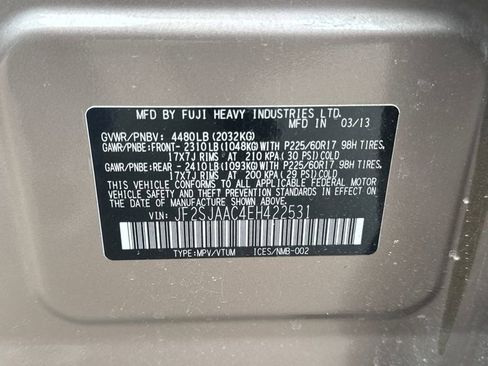 MFD BY FUJI HEAVY INDUSTRIES LTD.
MFD IN 03/13
GVWR/PNBV: 4480LB (2032KG)
GAWR/PNBE:FRONT- 2310LB (1048KG) WITH P225/60R17 98H TIRES,
17X7J RIMS AT 210 KPA ( 30 PSI) COLD
GAWR/PNBE:REAR - 2410LB (1093KG) WITH P225/60R17 98H TIRES,
17X7J RIMS AT 200 KPA ( 29 PSI) COLD
THIS VEHICLE CONFORMS TO ALL APPLICABLE FEDERAL MOTOR
VEHICLE SAFETY STANDARDS IN EFFECT ON
THE DATE OF MANUFACTURE SHOWN ABOVE.
VIN: JF2SJAAC4EH422531
TYPE:MPV/VTUM ICES/NMB-002